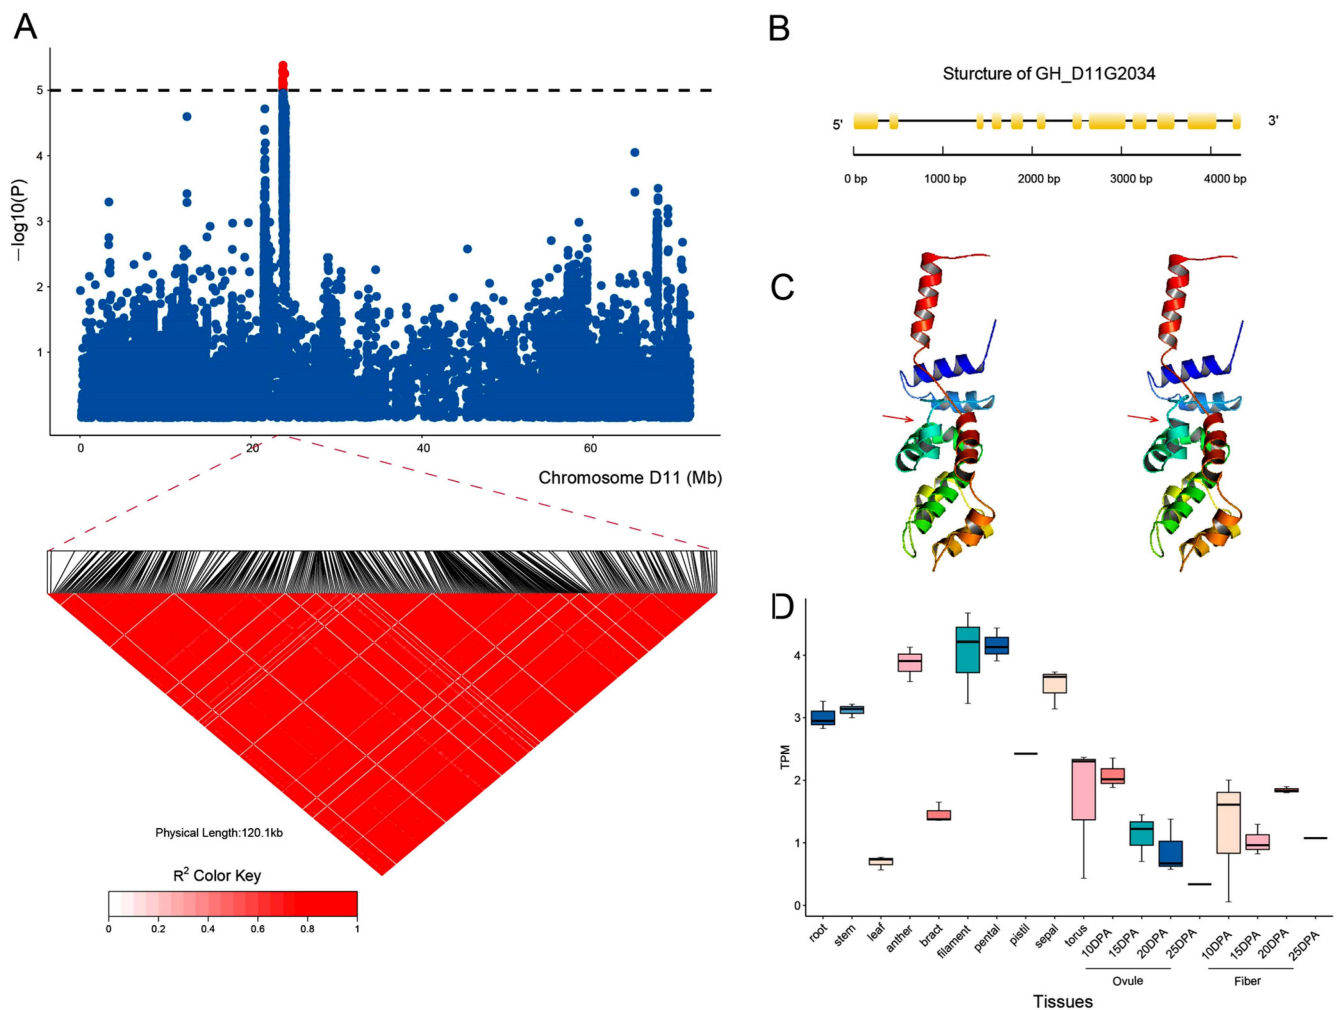 A
−log10(P)
5
4
3
2
1
0
20
40
60
Chromosome D11 (Mb)
Physical Length:120.1kb
R² Color Key
0
0.2
0.4
0.6
0.8
1
B
Sturcture of GH_D11G2034
5'
3'
0 bp
1000 bp
2000 bp
3000 bp
4000 bp
C
D
TPM
4
3
2
1
0
root
stem
leaf
anther
bract
filament
pental
pistil
sepal
torus
10DPA
15DPA
20DPA
25DPA
10DPA
15DPA
20DPA
25DPA
Ovule
Fiber
Tissues